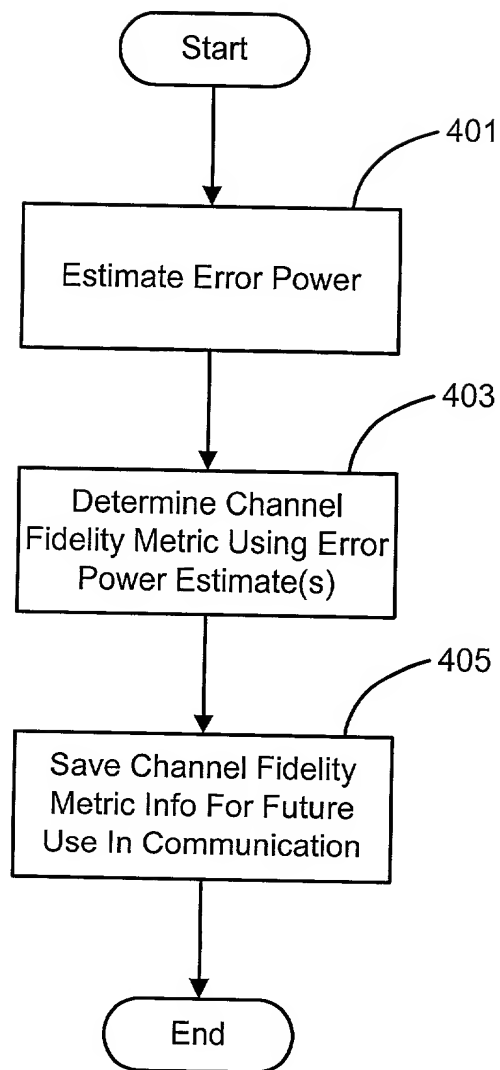 Start
401
Estimate Error Power
403
Determine Channel
Fidelity Metric Using Error
Power Estimate(s)
405
Save Channel Fidelity
Metric Info For Future
Use In Communication
End